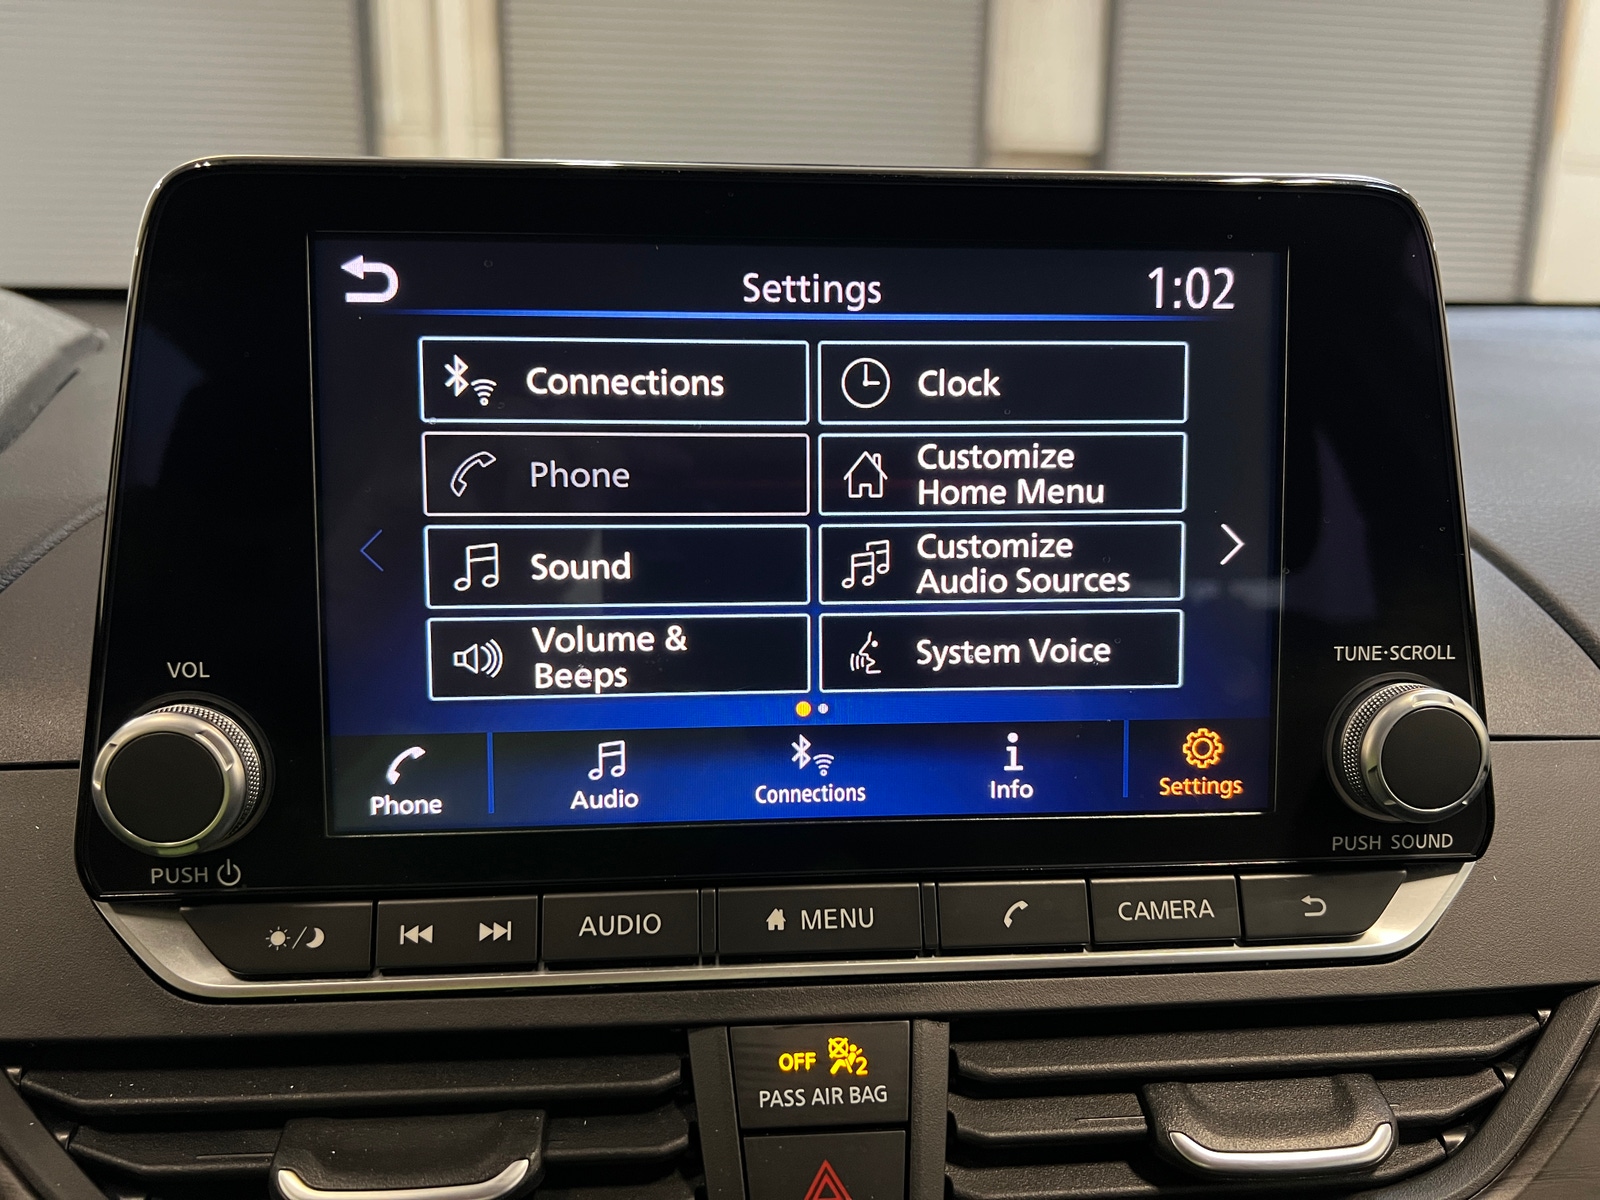 Settings
1:02
Connections
Clock
Phone
Customize
Home Menu
Sound
Customize
Audio Sources
Volume &
Beeps
System Voice
Phone
Audio
Connections
Info
Settings
VOL
PUSH
TUNE·SCROLL
PUSH SOUND
AUDIO
MENU
CAMERA
OFF
2
PASS AIR BAG